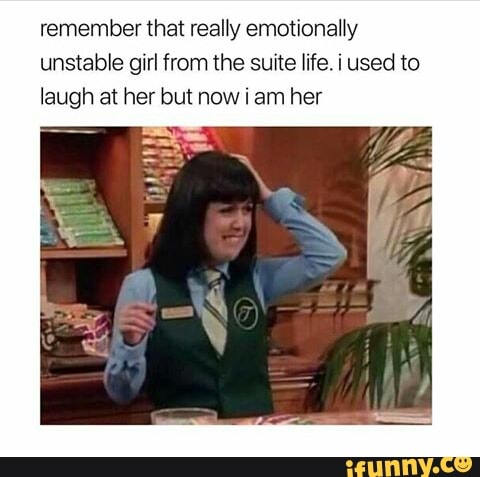 remember that really emotionally
unstable girl from the suite life. i used to
laugh at her but now i am her
T
ifunny.co